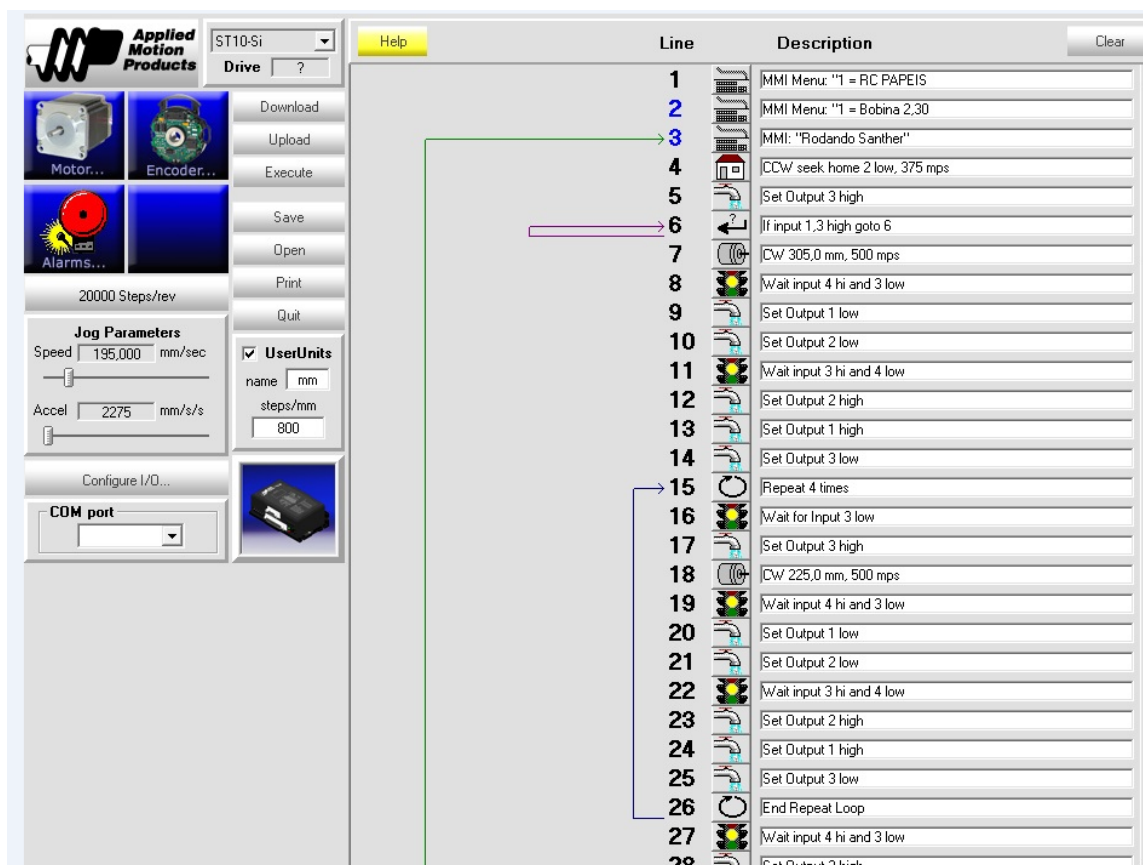 Applied
Motion
Products
ST10-Si
Drive ?
Motor...
Encoder...
Alarms...
20000 Steps/rev
Jog Parameters
Speed 195,000 mm/sec
Accel 2275 mm/s/s
Configure I/O...
COM port
Download
Upload
Execute
Save
Open
Print
Quit
UserUnits
name mm
steps/mm
800
Help
Line Description
Clear
1 MMI Menu: "1 = RC PAPEIS
2 MMI Menu: "1 = Bobina 2,30
3 MMI: "Rodando Santher"
4 CCW seek home 2 low, 375 mps
5 Set Output 3 high
6 If input 1,3 high goto 6
7 CW 305,0 mm, 500 mps
8 Wait input 4 hi and 3 low
9 Set Output 1 low
10 Set Output 2 low
11 Wait input 3 hi and 4 low
12 Set Output 2 high
13 Set Output 1 high
14 Set Output 3 low
15 Repeat 4 times
16 Wait for Input 3 low
17 Set Output 3 high
18 CW 225,0 mm, 500 mps
19 Wait input 4 hi and 3 low
20 Set Output 1 low
21 Set Output 2 low
22 Wait input 3 hi and 4 low
23 Set Output 2 high
24 Set Output 1 high
25 Set Output 3 low
26 End Repeat Loop
27 Wait input 4 hi and 3 low
28 Set Output 2 high